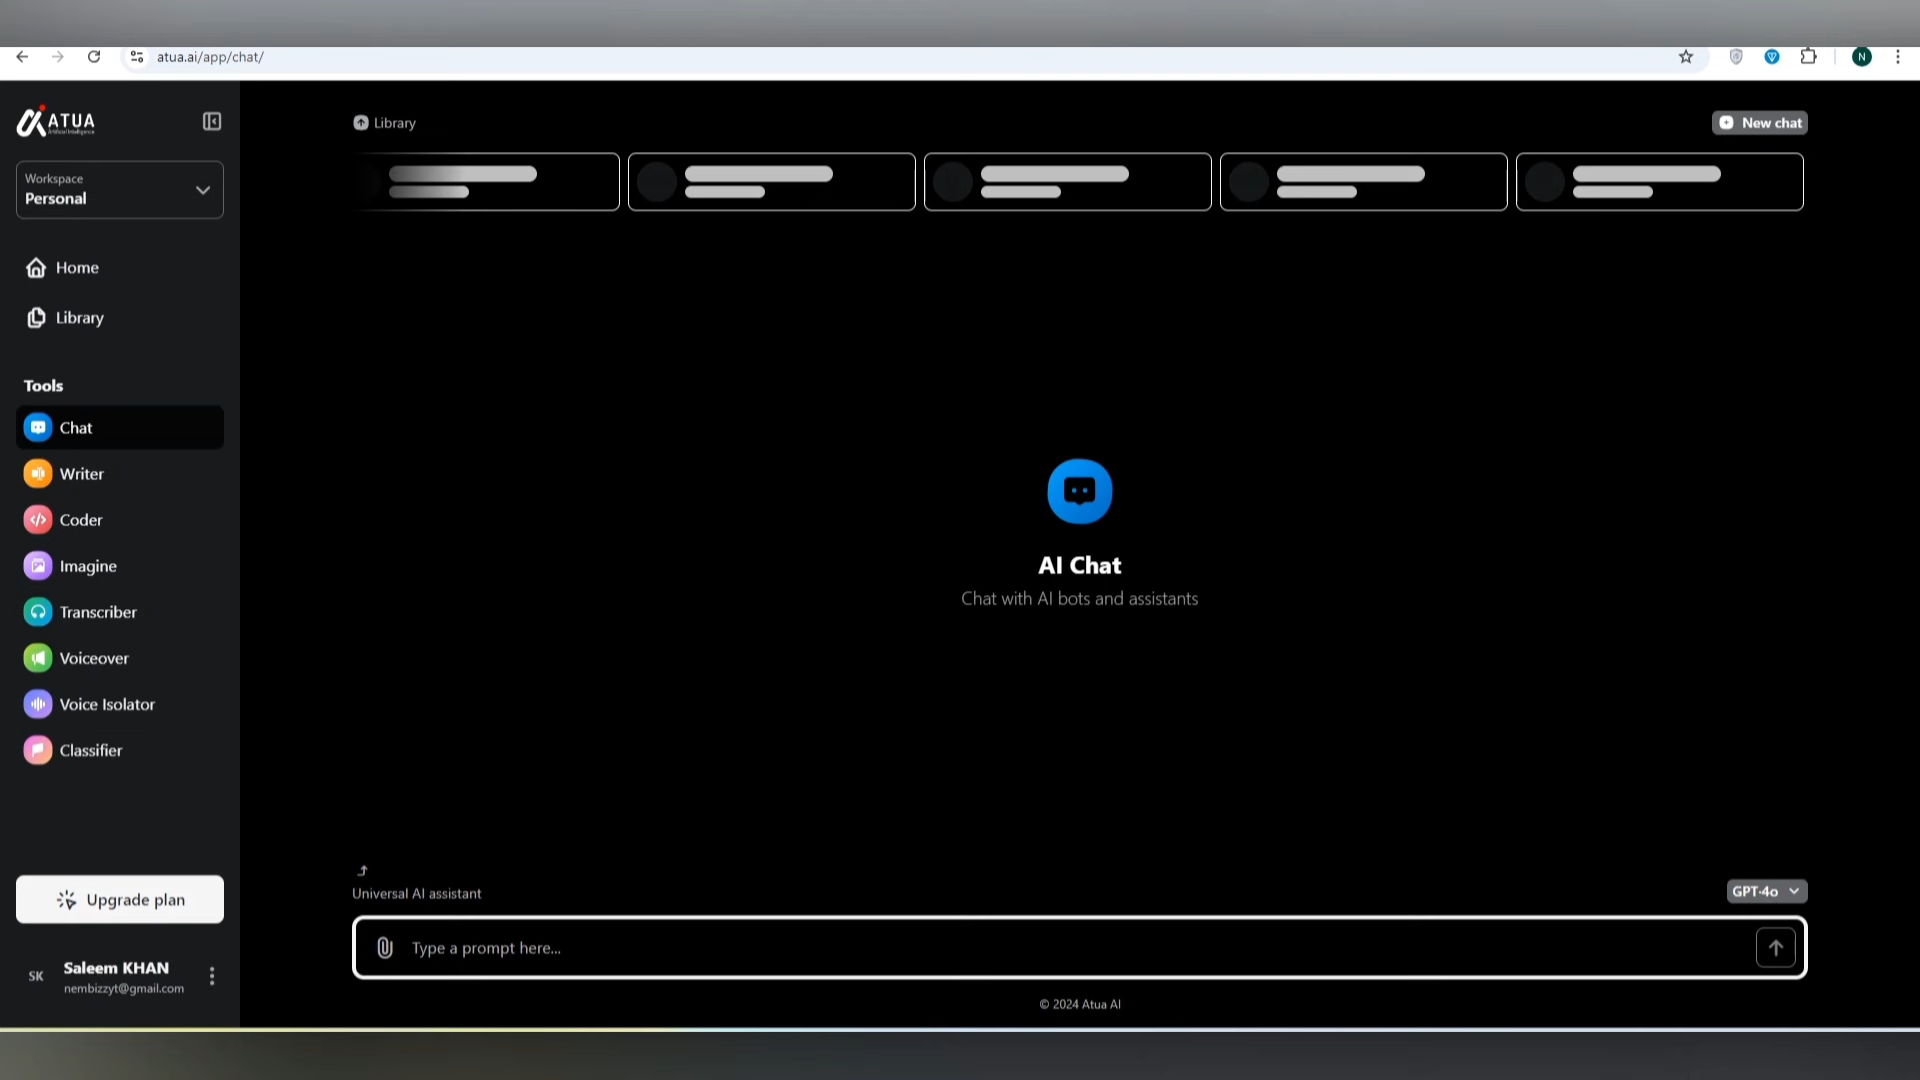 atua.ai/app/chat/
N
ATUA
Artificial Intelligence
Library
New chat
Workspace
Personal
Home
Library
Tools
Chat
Writer
Coder
Imagine
Transcriber
Voiceover
Voice Isolator
Classifier
AI Chat
Chat with AI bots and assistants
Universal AI assistant
GPT-4o
Upgrade plan
Type a prompt here...
SK
Saleem KHAN
nembizzyt@gmail.com
© 2024 Atua AI